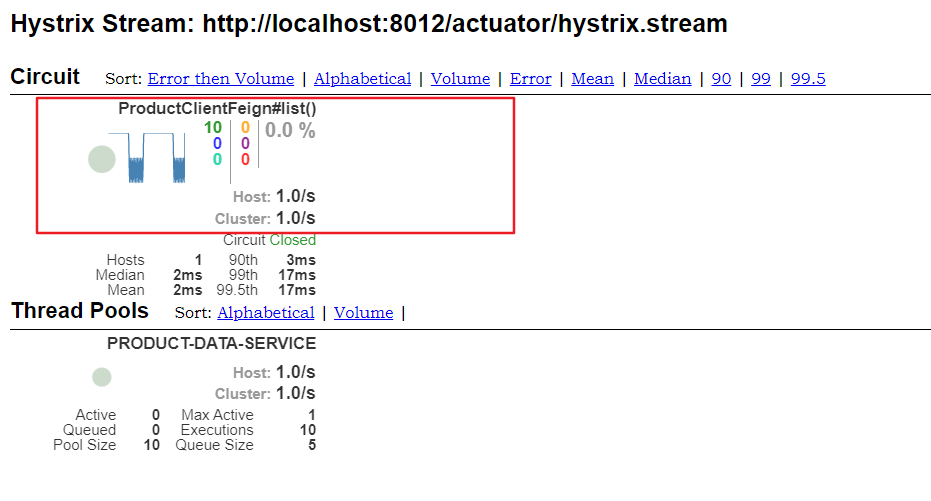 Hystrix Stream: http://localhost:8012/actuator/hystrix.stream
Circuit Sort: Error then Volume | Alphabetical | Volume | Error | Mean | Median | 90 | 99 | 99.5
ProductClientFeign#list()
10 0 0.0 %
0 0
0 0
Host: 1.0/s
Cluster: 1.0/s
Circuit Closed
Hosts 1 90th 3ms
Median 2ms 99th 17ms
Mean 2ms 99.5th 17ms
Thread Pools Sort: Alphabetical | Volume |
PRODUCT-DATA-SERVICE
Host: 1.0/s
Cluster: 1.0/s
Active 0 Max Active 1
Queued 0 Executions 10
Pool Size 10 Queue Size 5